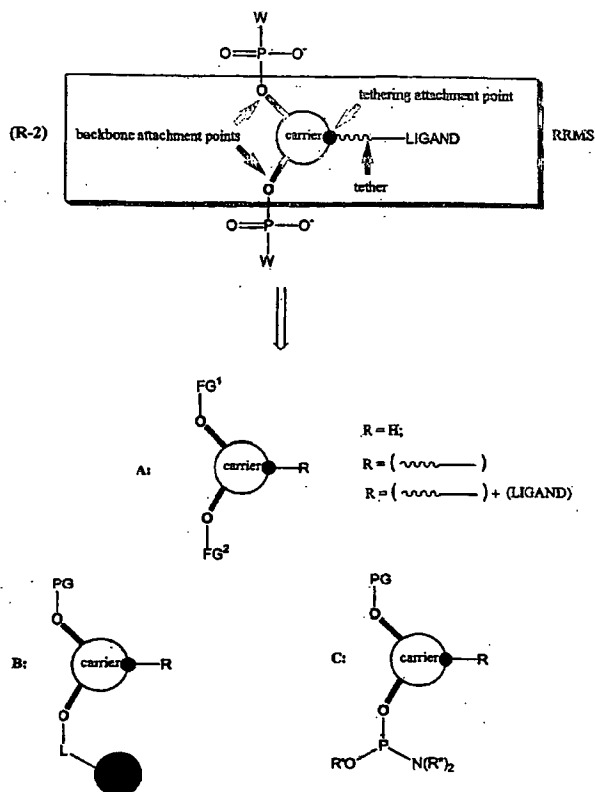 W
O=P—O-
O
tethering attachment point
(R-2)
backbone attachment points
carrier
LIGAND
RRMS
tether
O
O=P—O-
W
FG1
O
R = H;
A:
carrier
R
R = ( )
R = ( ) + (LIGAND)
O
FG2
PG
O
B:
carrier
R
O
L
PG
O
C:
carrier
R
O
P
R'O
N(R")2